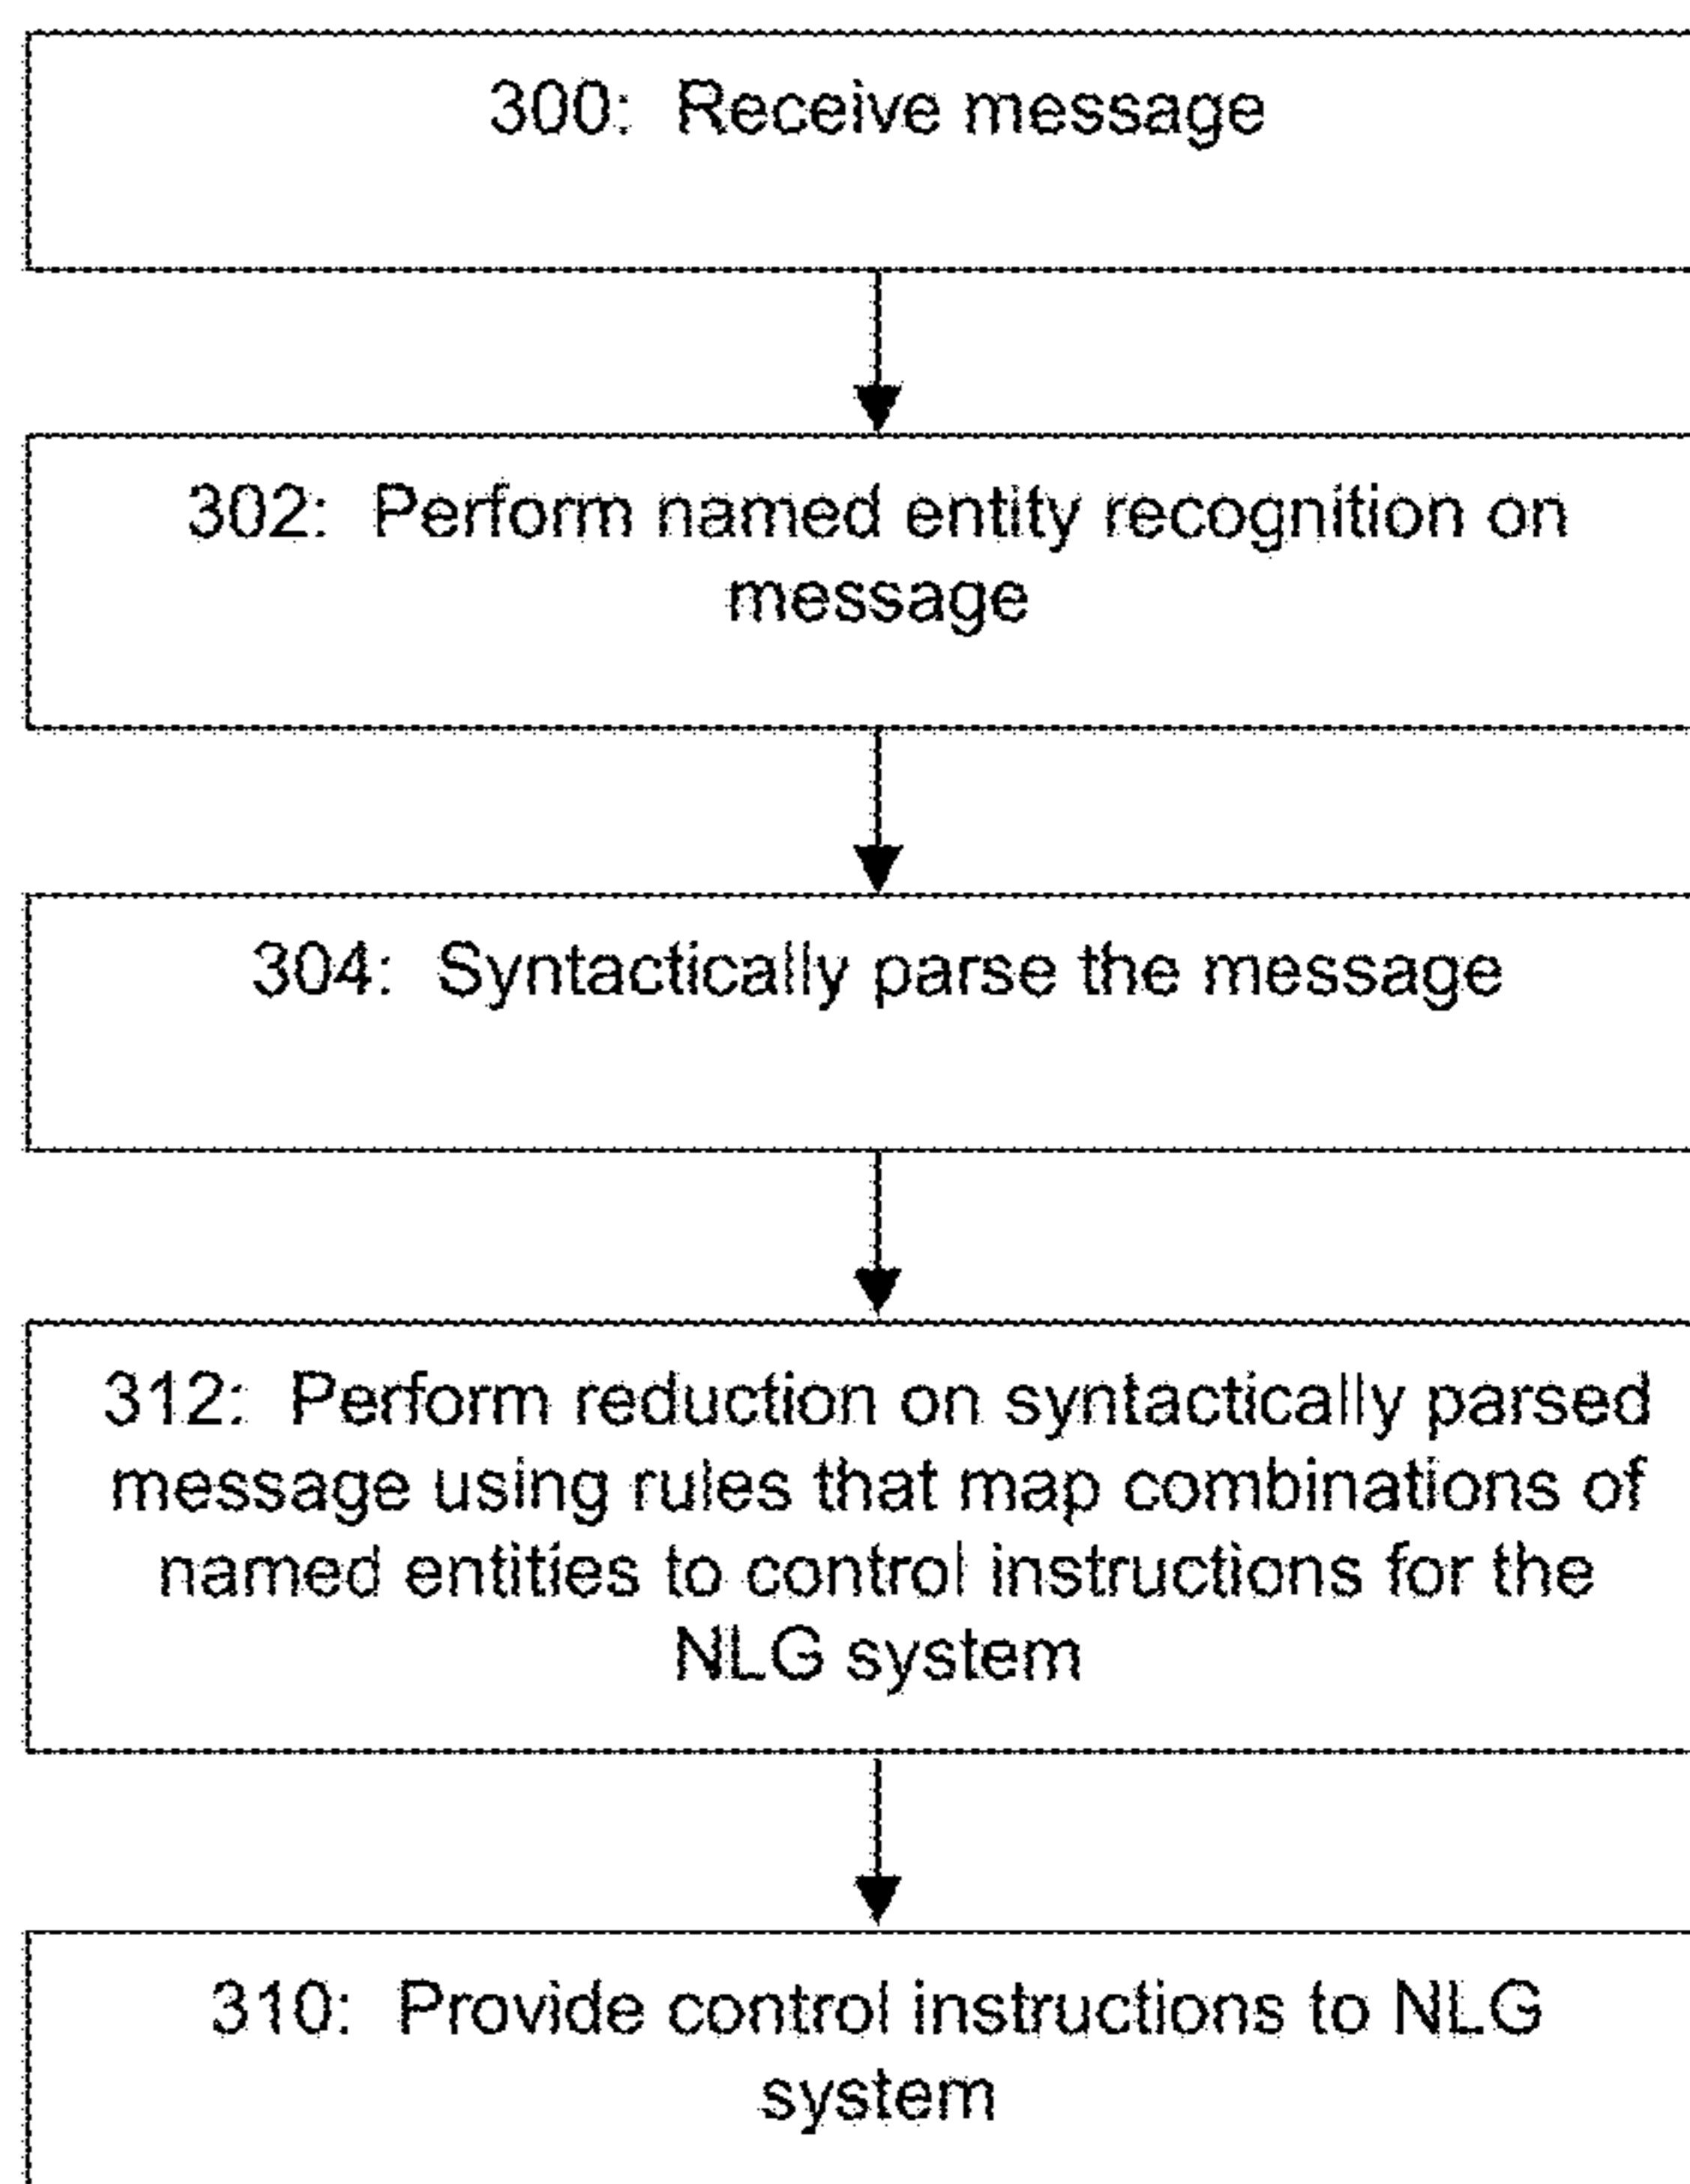 300: Receive message
302: Perform named entity recognition on
message
304: Syntactically parse the message
312: Perform reduction on syntactically parsed
message using rules that map combinations of
named entities to control instructions for the
NLG system
310: Provide control instructions to NLG
system